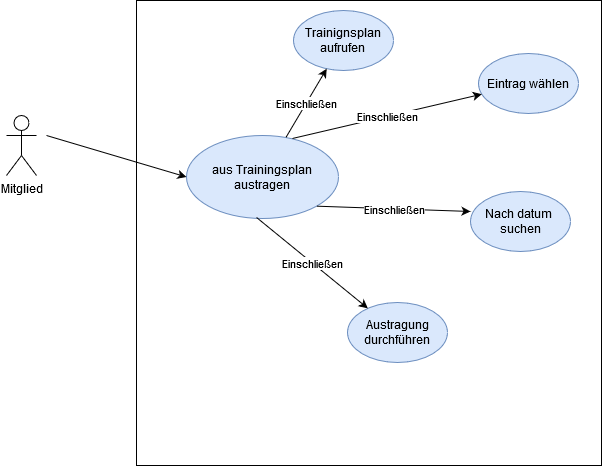 Trainignsplan
aufrufen
Einschließen
Eintrag wählen
Einschließen
Mitglied
aus Trainingsplan
austragen
Einschließen
Nach datum
suchen
Einschließen
Austragung
durchführen